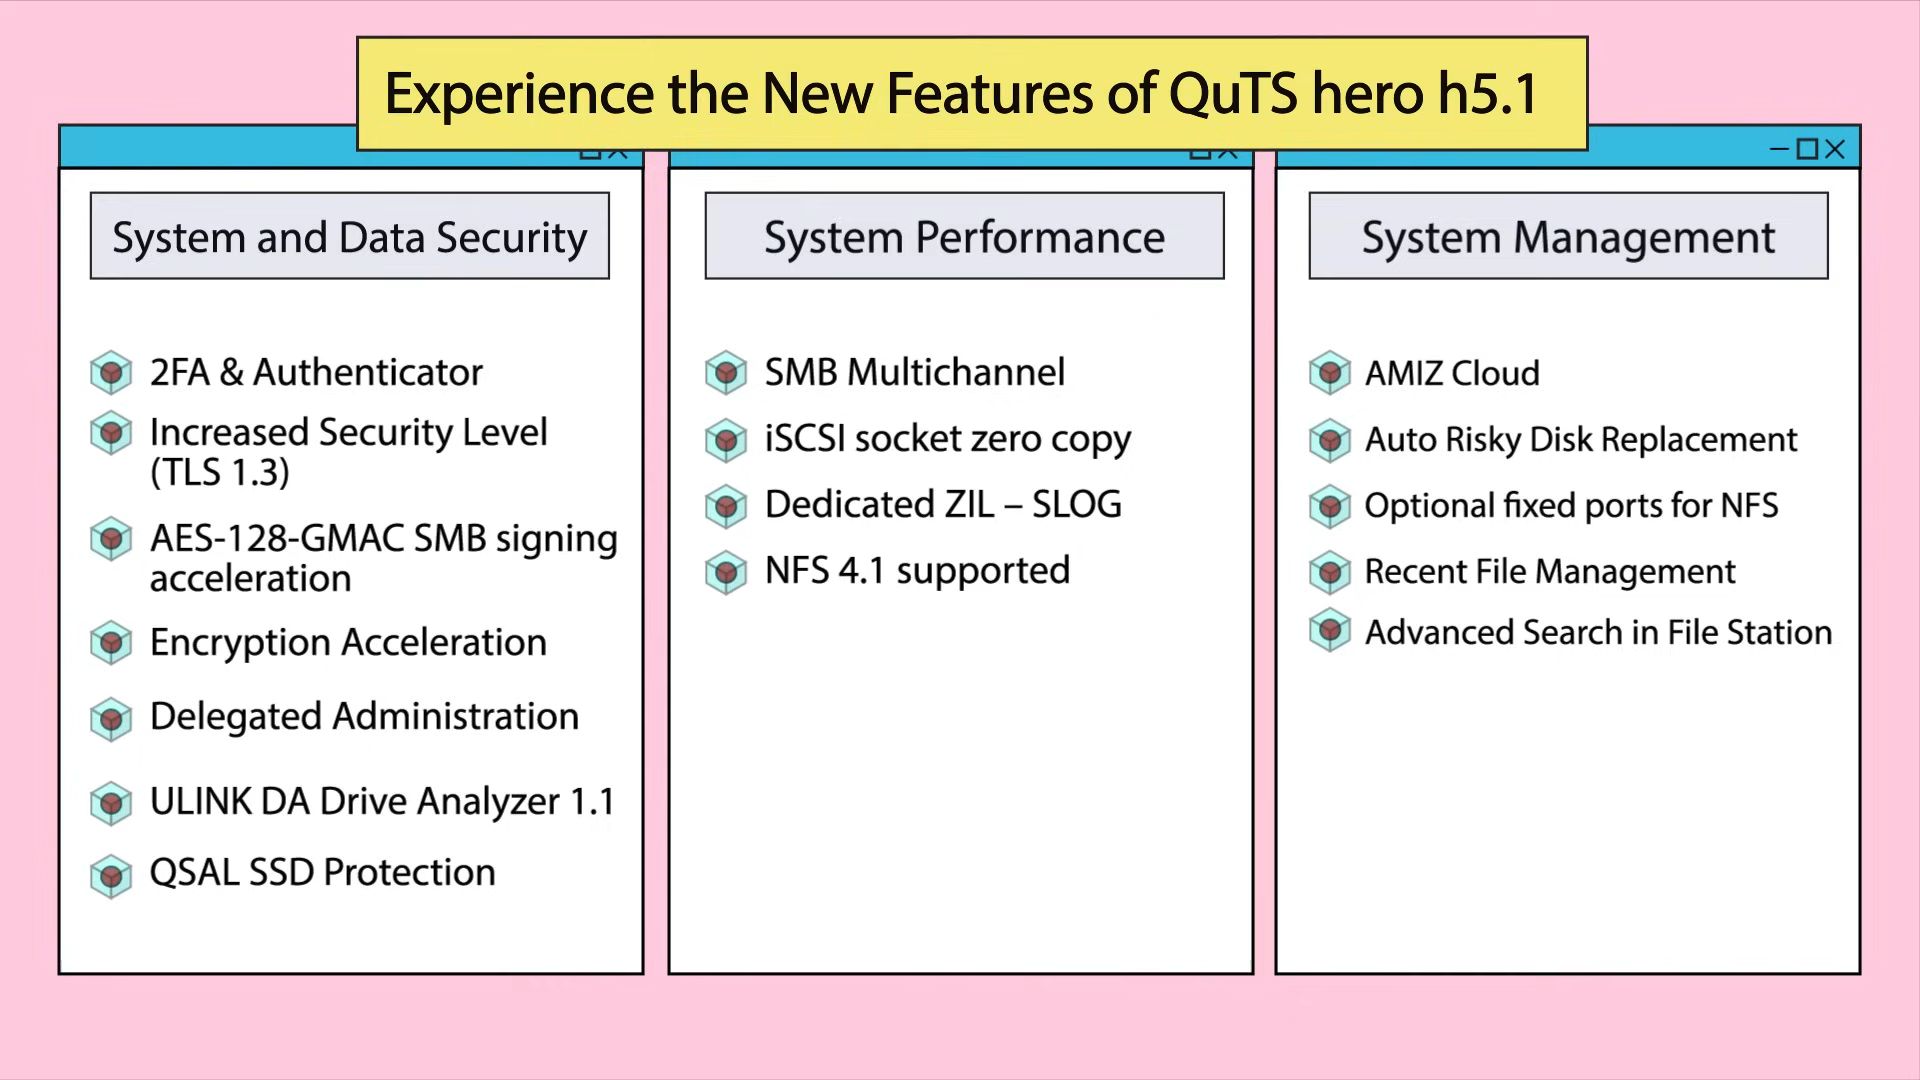 Experience the New Features of QuTS hero h5.1
System and Data Security
2FA & Authenticator
Increased Security Level
(TLS 1.3)
AES-128-GMAC SMB signing
acceleration
Encryption Acceleration
Delegated Administration
ULINK DA Drive Analyzer 1.1
QSAL SSD Protection
System Performance
SMB Multichannel
iSCSI socket zero copy
Dedicated ZIL – SLOG
NFS 4.1 supported
System Management
AMIZ Cloud
Auto Risky Disk Replacement
Optional fixed ports for NFS
Recent File Management
Advanced Search in File Station